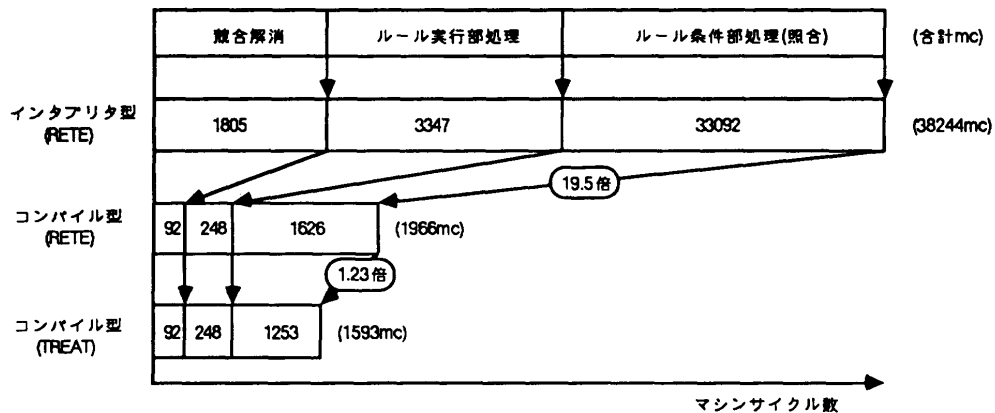 競合解消 ルール実行部処理 ルール条件部処理(照合) (合計mc)
インタプリタ型
(RETE)
1805 3347 33092 (38244mc)
19.5倍
コンパイル型
(RETE)
92 248 1626 (1966mc)
1.23倍
コンパイル型
(TREAT)
92 248 1253 (1593mc)
マシンサイクル数